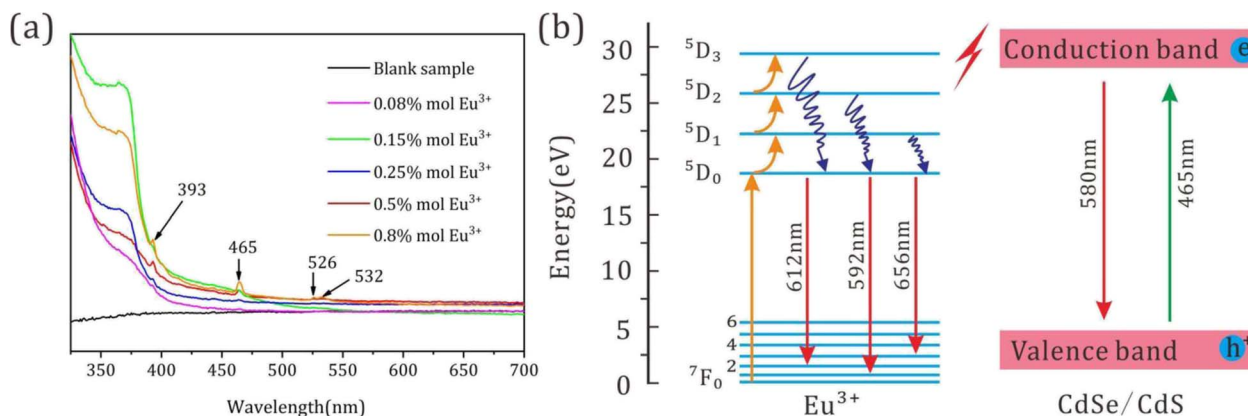 (a)
Blank sample
0.08% mol Eu³⁺
0.15% mol Eu³⁺
0.25% mol Eu³⁺
0.5% mol Eu³⁺
0.8% mol Eu³⁺
393
465
526
532
350 400 450 500 550 600 650 700
Wavelength(nm)
(b)
Energy(eV)
30
25
20
15
10
5
0
⁵D₃
⁵D₂
⁵D₁
⁵D₀
612nm
592nm
656nm
6
4
2
⁷F₀
Eu³⁺
Conduction band e
580nm
465nm
Valence band h⁺
CdSe/CdS